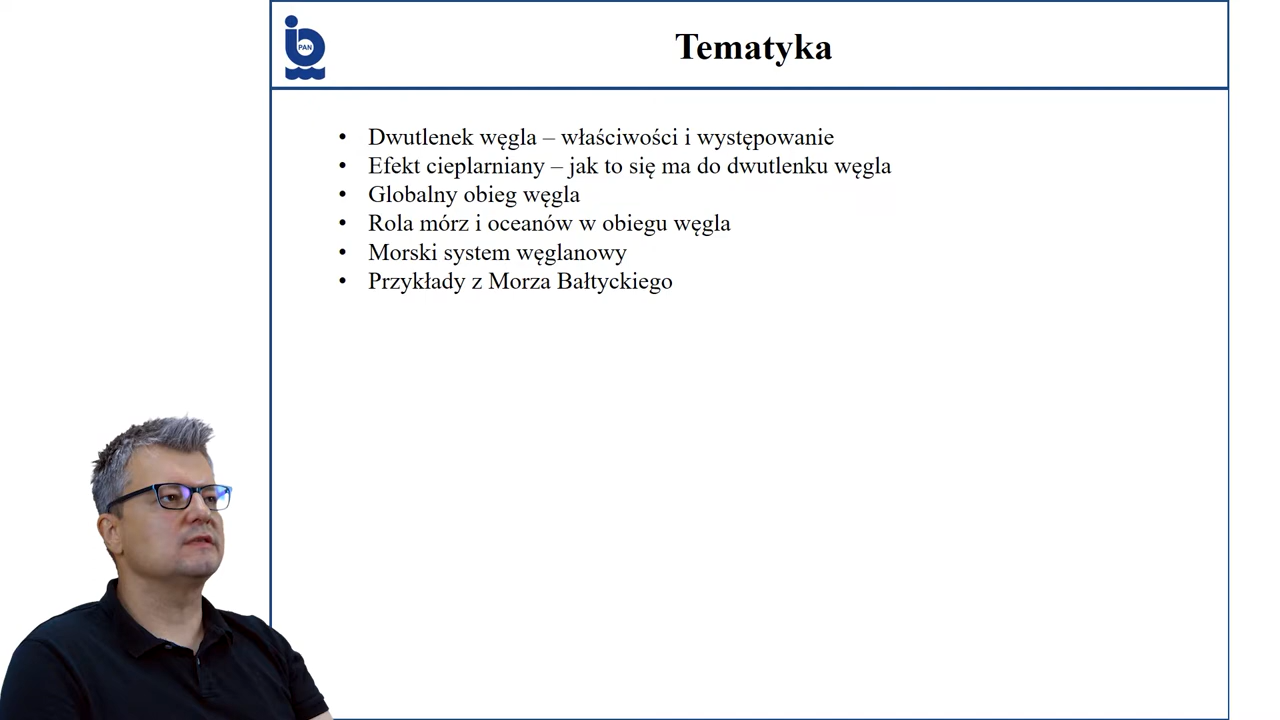 PAN
Tematyka
• Dwutlenek węgla – właściwości i występowanie
• Efekt cieplarniany – jak to się ma do dwutlenku węgla
• Globalny obieg węgla
• Rola mórz i oceanów w obiegu węgla
• Morski system węglanowy
• Przykłady z Morza Bałtyckiego